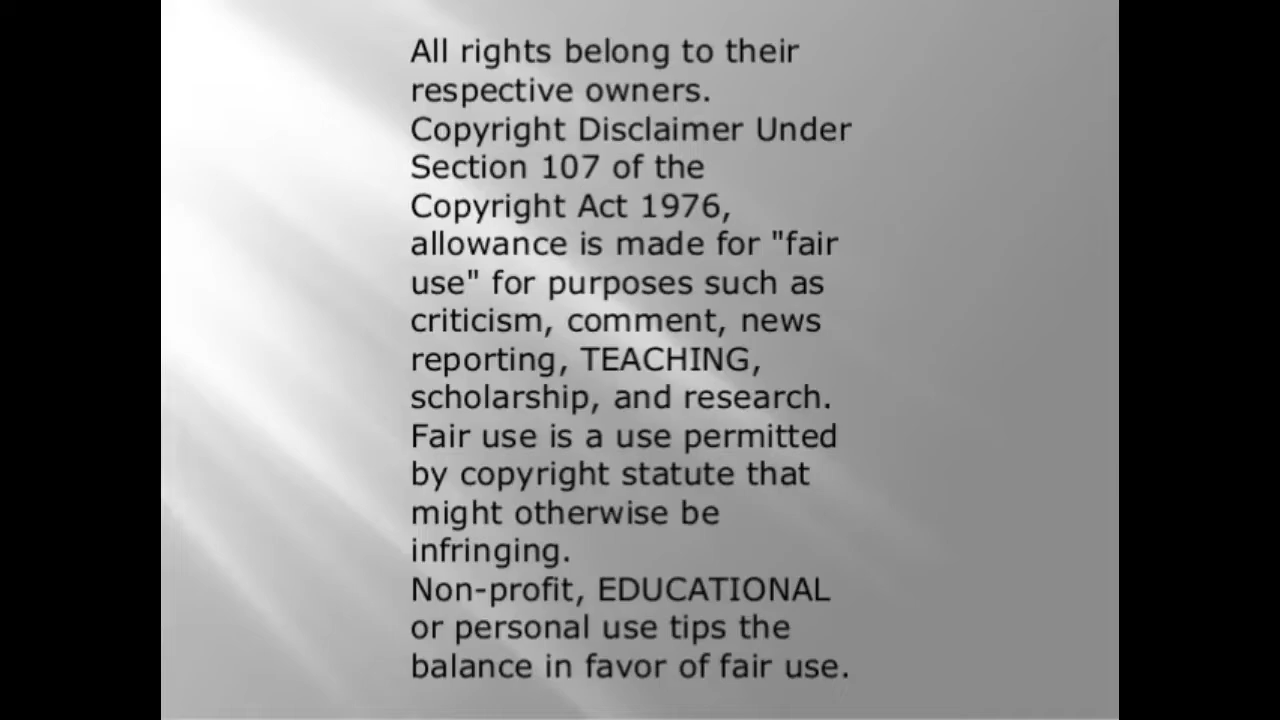 All rights belong to their
respective owners.
Copyright Disclaimer Under
Section 107 of the
Copyright Act 1976,
allowance is made for "fair
use" for purposes such as
criticism, comment, news
reporting, TEACHING,
scholarship, and research.
Fair use is a use permitted
by copyright statute that
might otherwise be
infringing.
Non-profit, EDUCATIONAL
or personal use tips the
balance in favor of fair use.